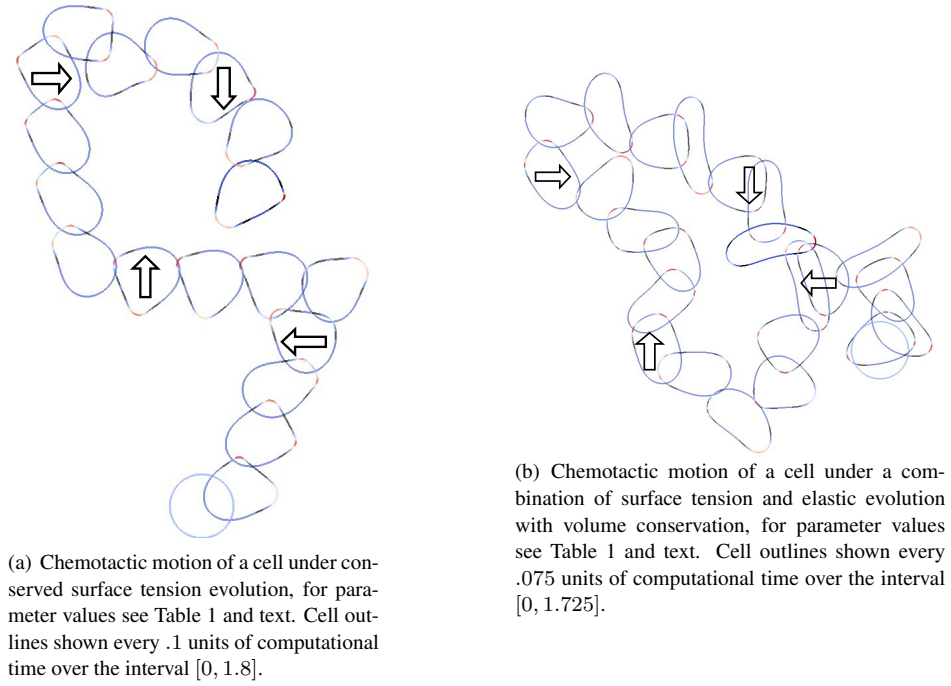 (a) Chemotactic motion of a cell under con-
served surface tension evolution, for para-
meter values see Table 1 and text. Cell out-
lines shown every .1 units of computational
time over the interval [0, 1.8].
(b) Chemotactic motion of a cell under a com-
bination of surface tension and elastic evolution
with volume conservation, for parameter values
see Table 1 and text. Cell outlines shown every
.075 units of computational time over the interval
[0, 1.725].